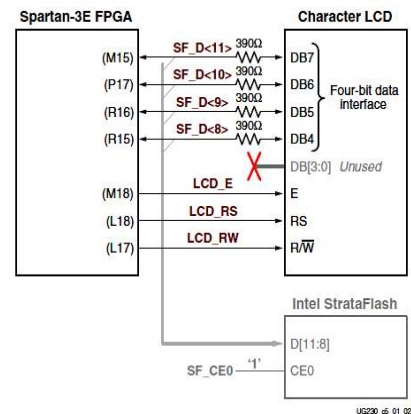 Spartan-3E FPGA
Character LCD
(M15) SF_D<11> 390Ω DB7
(P17) SF_D<10> 390Ω DB6
(R16) SF_D<9> 390Ω DB5
(R15) SF_D<8> 390Ω DB4
Four-bit data
interface
DB[3:0] Unused
(M18) LCD_E E
(L18) LCD_RS RS
(L17) LCD_RW R/W
Intel StrataFlash
D[11:8]
SF_CE0 '1' CE0
UG230_c5_01_02